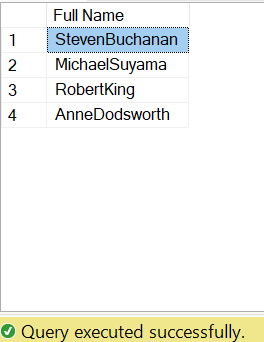 Full Name
1 StevenBuchanan
2 MichaelSuyama
3 RobertKing
4 AnneDodsworth
Query executed successfully.